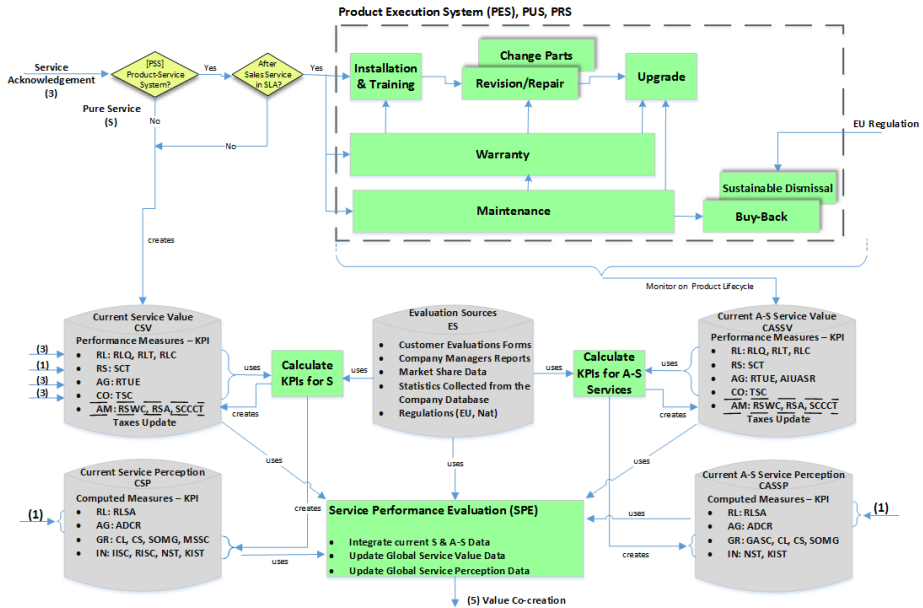 Product Execution System (PES), PUS, PRS
Service
Acknowledgement
(3)
[PSS]
Product-Service
System?
Yes
After
Sales Service
in SLA?
Yes
Installation
& Training
Change Parts
Revision/Repair
Upgrade
Pure Service
(S)
No
No
EU Regulation
Warranty
Sustainable Dismissal
Maintenance
Buy-Back
creates
Monitor on Product Lifecycle
Current Service Value
CSV
Performance Measures – KPI
(3)
• RL: RLQ, RLT, RLC
(1)
• RS: SCT
(3)
• AG: RTUE
(3)
• CO: TSC
• AM: RSWC, RSA, SCCCT
Taxes Update
uses
creates
Calculate
KPIs for S
uses
Evaluation Sources
ES
• Customer Evaluations Forms
• Company Managers Reports
• Market Share Data
• Statistics Collected from the
Company Database
• Regulations (EU, Nat)
uses
Calculate
KPIs for A-S
Services
uses
creates
Current A-S Service Value
CASSV
Performance Measures – KPI
• RL: RLQ, RLT, RLC
• RS: SCT
• AG: RTUE, AIUASR
• CO: TSC
• AM: RSWC, RSA, SCCCT
Taxes Update
uses
uses
uses
Current Service Perception
CSP
Computed Measures – KPI
• RL: RLSA
(1)
• AG: ADCR
• GR: CL, CS, SOMG, MSSC
• IN: IISC, RISC, NST, KIST
creates
uses
Service Performance Evaluation (SPE)
• Integrate current S & A-S Data
• Update Global Service Value Data
• Update Global Service Perception Data
uses
creates
Current A-S Service Perception
CASSP
Computed Measures – KPI
• RL: RLSA
(1)
• AG: ADCR
• GR: GASC, CL, CS, SOMG
• IN: NST, KIST
(5) Value Co-creation